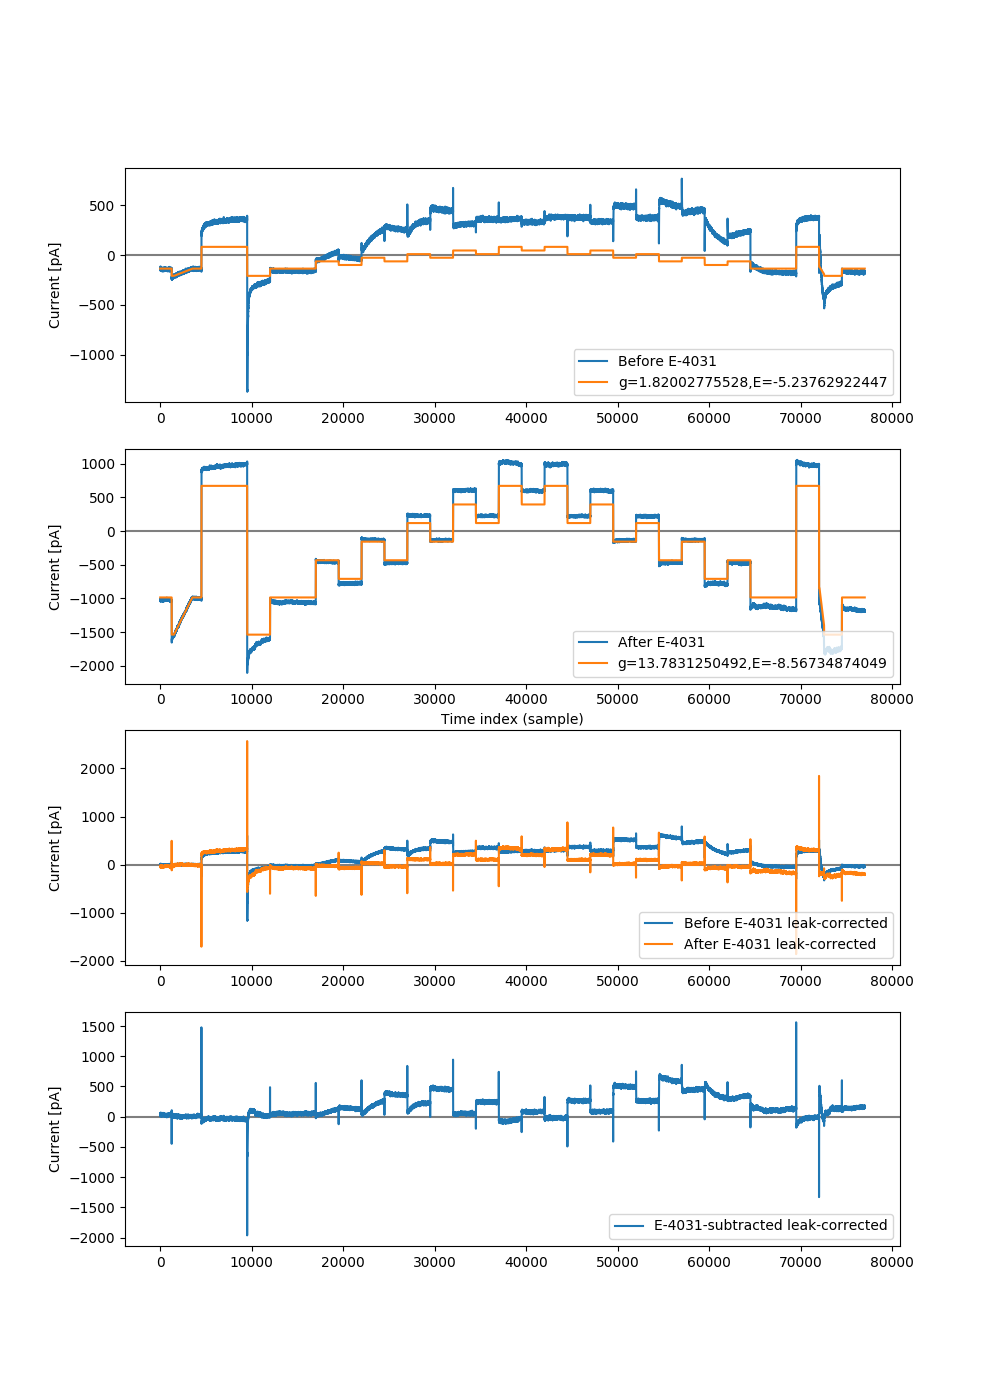 500
0
−500
−1000
Current [pA]
Before E-4031
g=1.82002775528,E=-5.23762922447
0 10000 20000 30000 40000 50000 60000 70000 80000
1000
500
0
−500
−1000
−1500
−2000
Current [pA]
After E-4031
g=13.7831250492,E=-8.56734874049
0 10000 20000 30000 40000 50000 60000 70000 80000
Time index (sample)
2000
1000
0
−1000
−2000
Current [pA]
Before E-4031 leak-corrected
After E-4031 leak-corrected
0 10000 20000 30000 40000 50000 60000 70000 80000
1500
1000
500
0
−500
−1000
−1500
−2000
Current [pA]
E-4031-subtracted leak-corrected
0 10000 20000 30000 40000 50000 60000 70000 80000